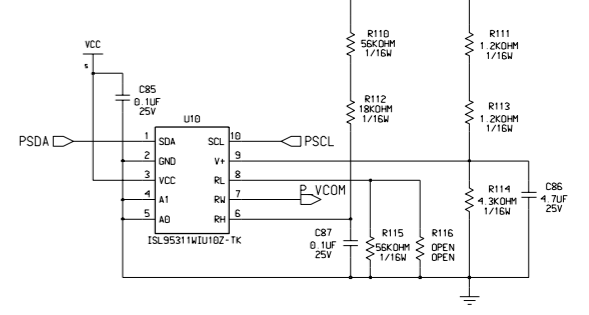 R110
56KOHM
1/16W
R111
1.2KOHM
1/16W
VCC
5
C85
0.1UF
25V
R112
18KOHM
1/16W
R113
1.2KOHM
1/16W
U10
PSDA
1
SDA
SCL
10
PSCL
2
GND
V+
9
3
VCC
RL
8
4
A1
RW
7
P_VCOM
5
A0
RH
6
ISL95311WIU10Z-TK
R114
4.3KOHM
1/16W
C86
4.7UF
25V
C87
0.1UF
25V
R115
56KOHM
1/16W
R116
OPEN
OPEN